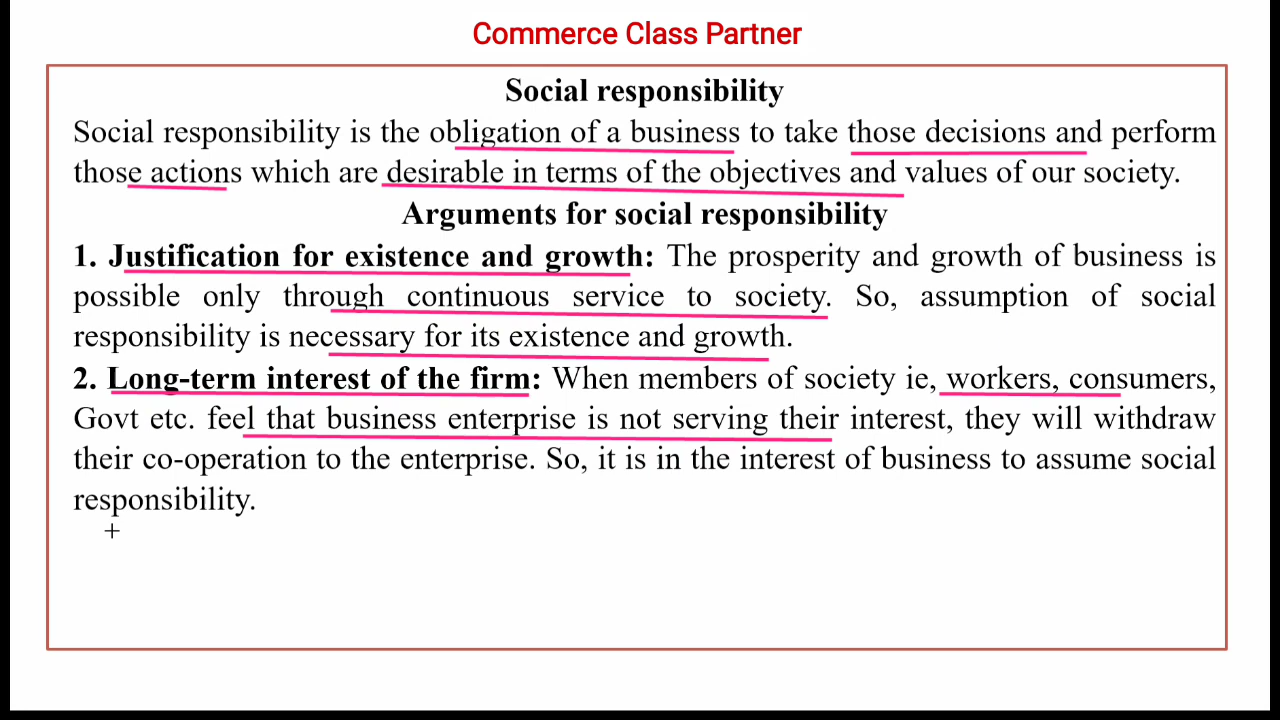 Commerce Class Partner
Social responsibility
Social responsibility is the obligation of a business to take those decisions and perform
those actions which are desirable in terms of the objectives and values of our society.
Arguments for social responsibility
1. Justification for existence and growth: The prosperity and growth of business is
possible only through continuous service to society. So, assumption of social
responsibility is necessary for its existence and growth.
2. Long-term interest of the firm: When members of society ie, workers, consumers,
Govt etc. feel that business enterprise is not serving their interest, they will withdraw
their co-operation to the enterprise. So, it is in the interest of business to assume social
responsibility.